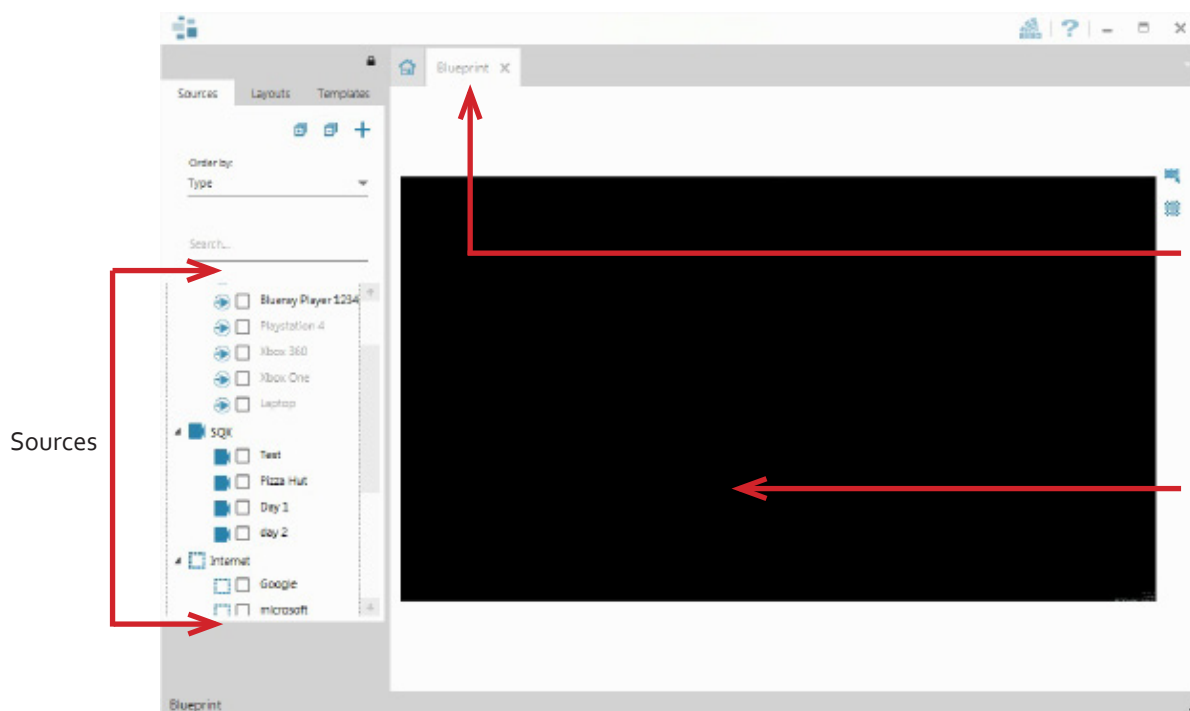 ?
Blueprint
Sources Layouts Templates
Order by:
Type
Search...
Blueray Player 1234
Playstation 4
Xbox 360
Xbox One
Laptop
SQX
Test
Pizza Hut
Day 1
day 2
Internet
Google
microsoft
Sources
Blueprint